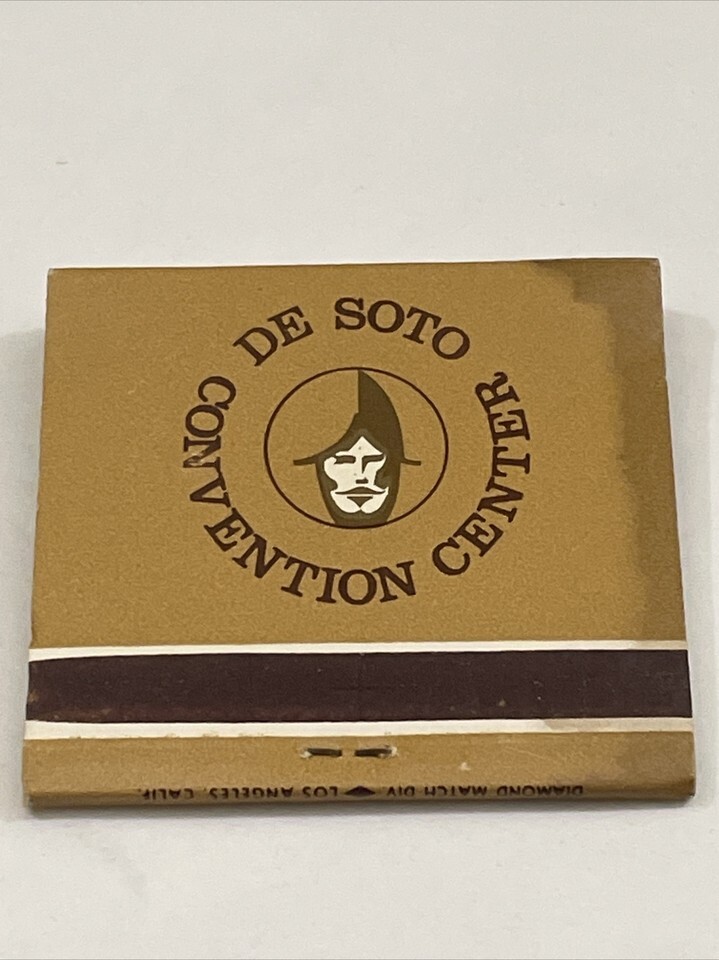 DE SOTO
CONVENTION CENTER
DIAMOND MATCH DIV. LOS ANGELES, CALIF.